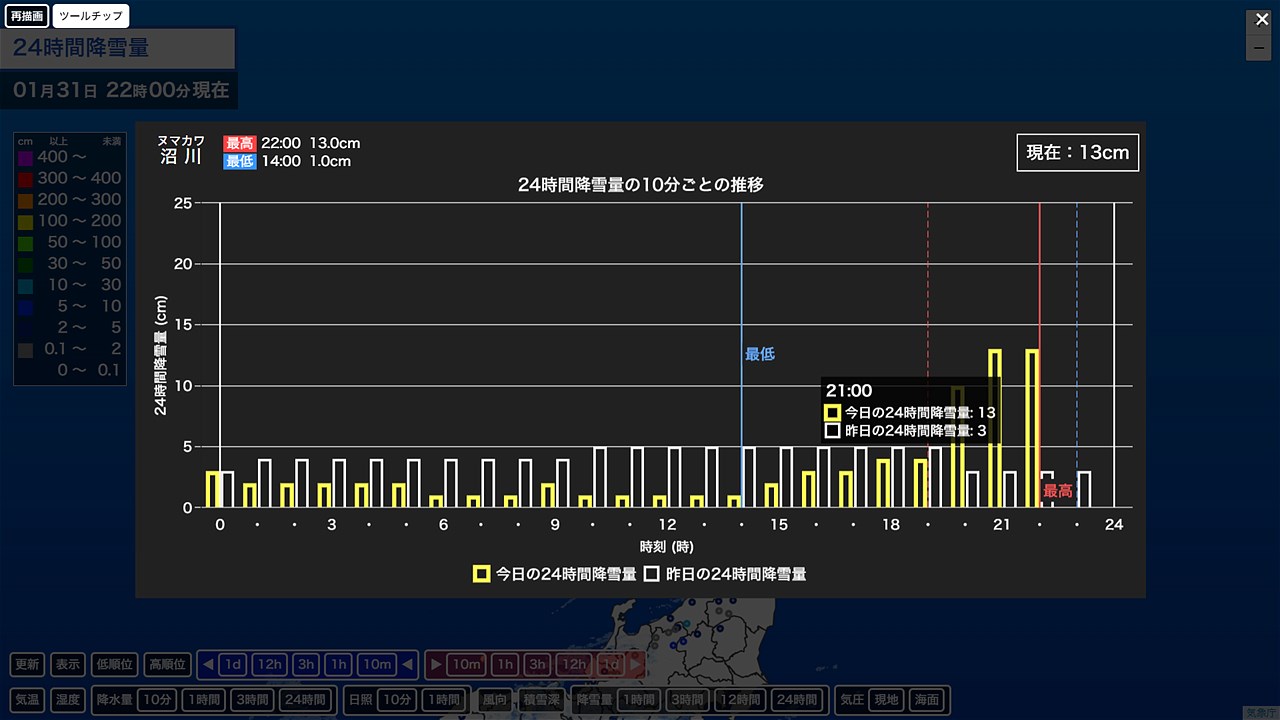 再描画 ツールチップ
24時間降雪量
01月31日 22時00分現在
cm 以上 未満
400 〜
300 〜 400
200 〜 300
100 〜 200
50 〜 100
30 〜 50
10 〜 30
5 〜 10
2 〜 5
0.1 〜 2
0 〜 0.1
ヌマカワ
沼川
最高 22:00 13.0cm
最低 14:00 1.0cm
現在：13cm
24時間降雪量の10分ごとの推移
24時間降雪量 (cm)
25
20
15
10
5
0
最低
21:00
今日の24時間降雪量: 13
昨日の24時間降雪量: 3
最高
0 3 6 9 12 15 18 21 24
時刻 (時)
今日の24時間降雪量 昨日の24時間降雪量
更新 表示 低順位 高順位 ◀ 1d 12h 3h 1h 10m ◀ ▶ 10m 1h 3h 12h 1d ▶
気温 湿度 降水量 10分 1時間 3時間 24時間 日照 10分 1時間 風向 積雪深 降雪量 1時間 3時間 12時間 24時間 気圧 現地 海面
気象庁